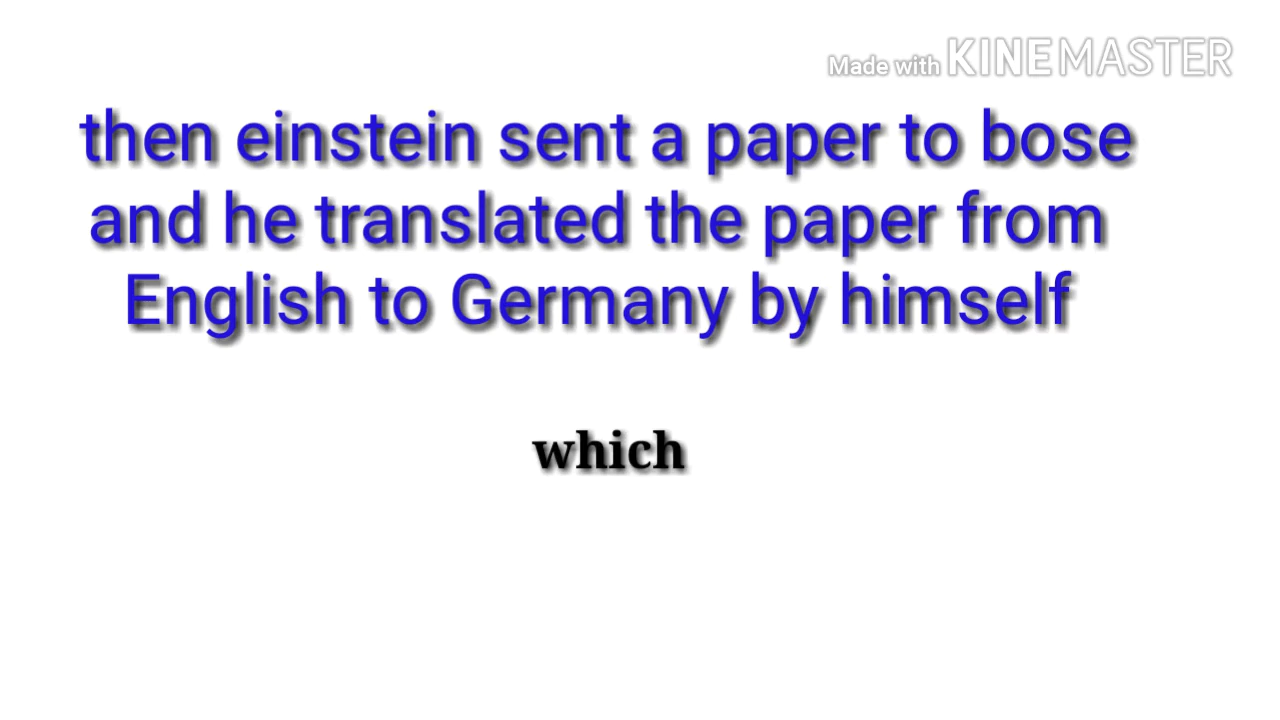 Made with KINEMASTER
then einstein sent a paper to bose
and he translated the paper from
English to Germany by himself
which